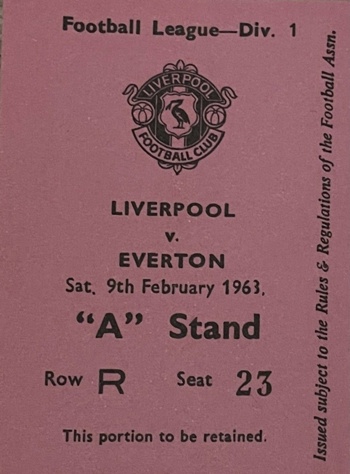 Football League—Div. 1
LIVERPOOL
FOOTBALL CLUB
LIVERPOOL
v.
EVERTON
Sat. 9th February 1963.
"A" Stand
Row R Seat 23
This portion to be retained.
Issued subject to the Rules & Regulations of the Football Assn.